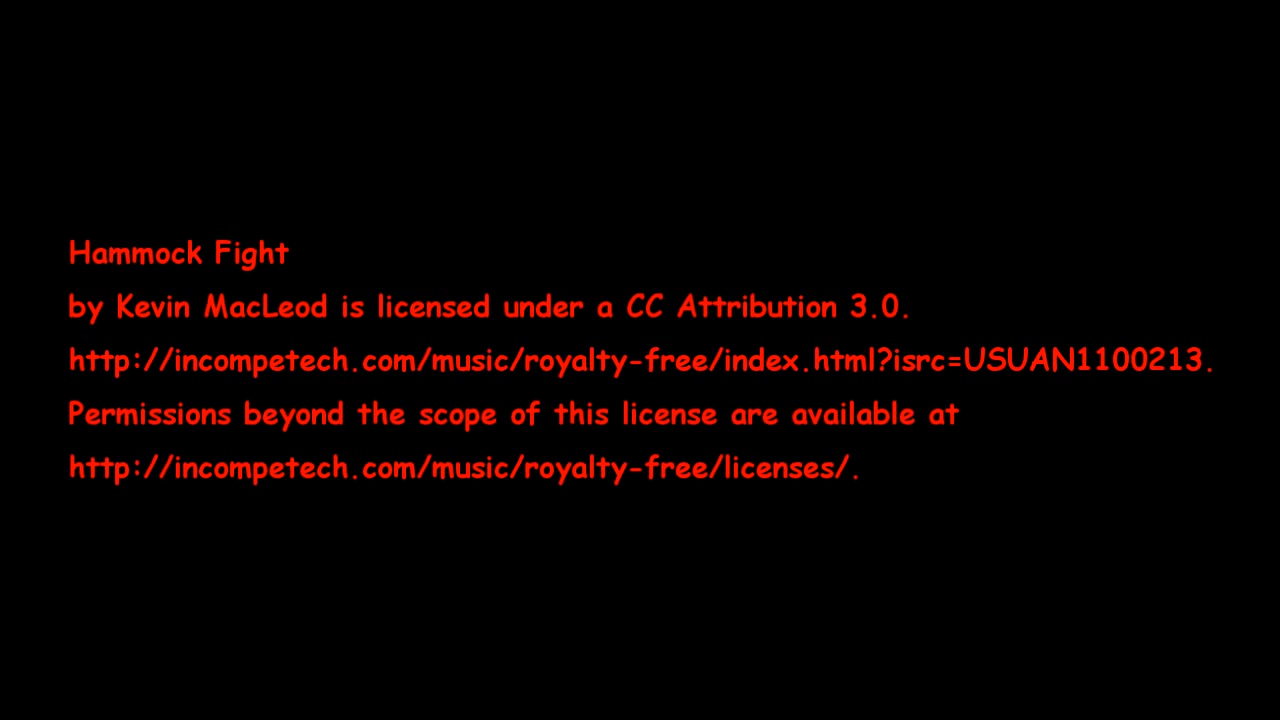 Hammock Fight
by Kevin MacLeod is licensed under a CC Attribution 3.0.
http://incompetech.com/music/royalty-free/index.html?isrc=USUAN1100213.
Permissions beyond the scope of this license are available at
http://incompetech.com/music/royalty-free/licenses/.